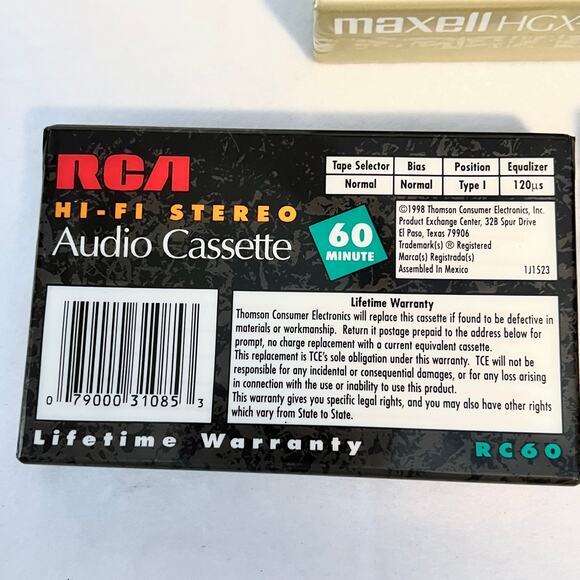 maxell HGX
RCA
HI-FI STEREO
Audio Cassette
60
MINUTE
Tape Selector Bias Position Equalizer
Normal Normal Type I 120µs
©1998 Thomson Consumer Electronics, Inc.
Product Exchange Center, 32B Spur Drive
El Paso, Texas 79906
Trademark(s) ® Registered
Marca(s) Registrada(s)
Assembled In Mexico 1J1523
Lifetime Warranty
Thomson Consumer Electronics will replace this cassette if found to be defective in
materials or workmanship. Return it postage prepaid to the address below for
prompt, no charge replacement with a current equivalent cassette.
This replacement is TCE's sole obligation under this warranty. TCE will not be
responsible for any incidental or consequential damages, or for any loss arising
in connection with the use or inability to use this product.
This warranty gives you specific legal rights, and you may also have other rights
which vary from State to State.
0 79000 31085 3
Lifetime Warranty
RC60